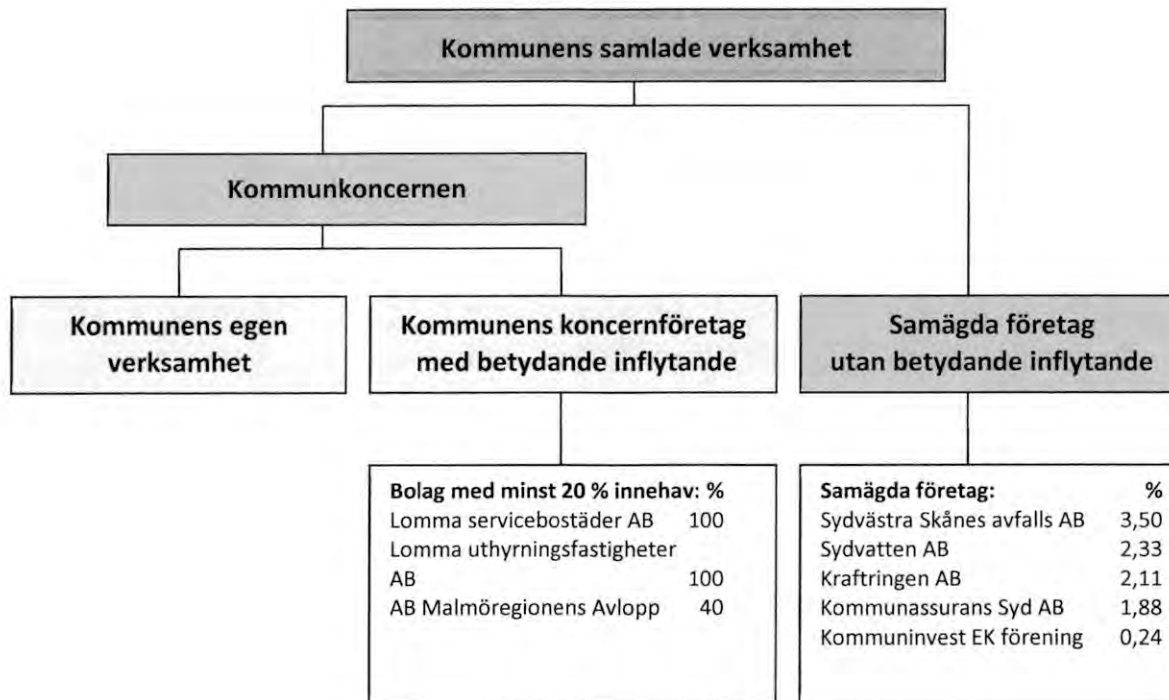 Kommunens samlade verksamhet
Kommunkoncernen
Kommunens egen
verksamhet
Kommunens koncernföretag
med betydande inflytande
Samägda företag
utan betydande inflytande
Bolag med minst 20 % innehav: %
Lomma servicebostäder AB 100
Lomma uthyrningsfastigheter
AB 100
AB Malmöregionens Avlopp 40
Samägda företag: %
Sydvästra Skånes avfalls AB 3,50
Sydvatten AB 2,33
Kraftringen AB 2,11
Kommunassurans Syd AB 1,88
Kommuninvest EK förening 0,24